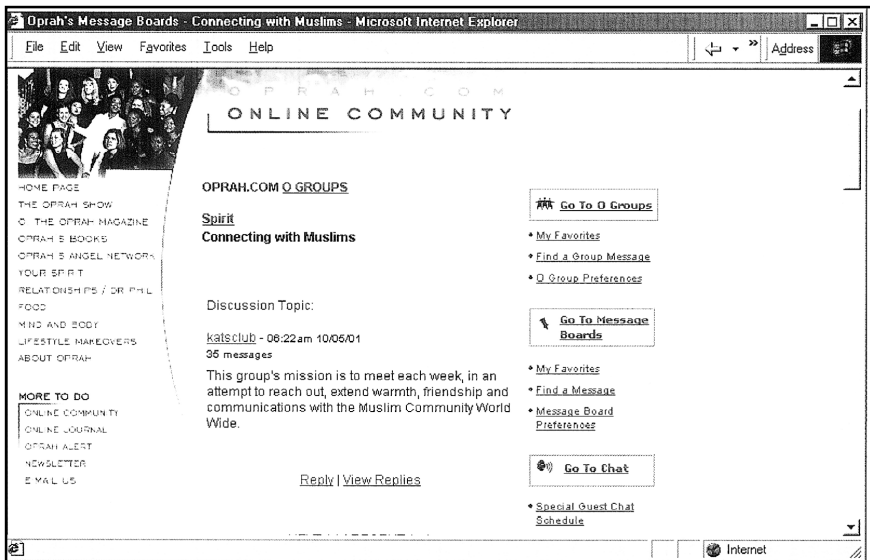 Oprah's Message Boards - Connecting with Muslims - Microsoft Internet Explorer
File Edit View Favorites Tools Help
» Address
OPRAH.COM
ONLINE COMMUNITY
HOME PAGE
THE OPRAH SHOW
O THE OPRAH MAGAZINE
OPRAH S BOOKS
OPRAH S ANGEL NETWORK
YOUR SPIRIT
RELATIONSHIPS / DR PHIL
FOOD
MIND AND BODY
LIFESTYLE MAKEOVERS
ABOUT OPRAH
MORE TO DO
ONLINE COMMUNITY
ONLINE JOURNAL
OPRAH ALERT
NEWSLETTER
E MAIL US
OPRAH.COM O GROUPS
Spirit
Connecting with Muslims
Discussion Topic:
katsclub - 06:22am 10/05/01
35 messages
This group's mission is to meet each week, in an
attempt to reach out, extend warmth, friendship and
communications with the Muslim Community World
Wide.
Reply | View Replies
Go To O Groups
• My Favorites
• Find a Group Message
• O Group Preferences
Go To Message
Boards
• My Favorites
• Find a Message
• Message Board
Preferences
Go To Chat
• Special Guest Chat
Schedule
Internet